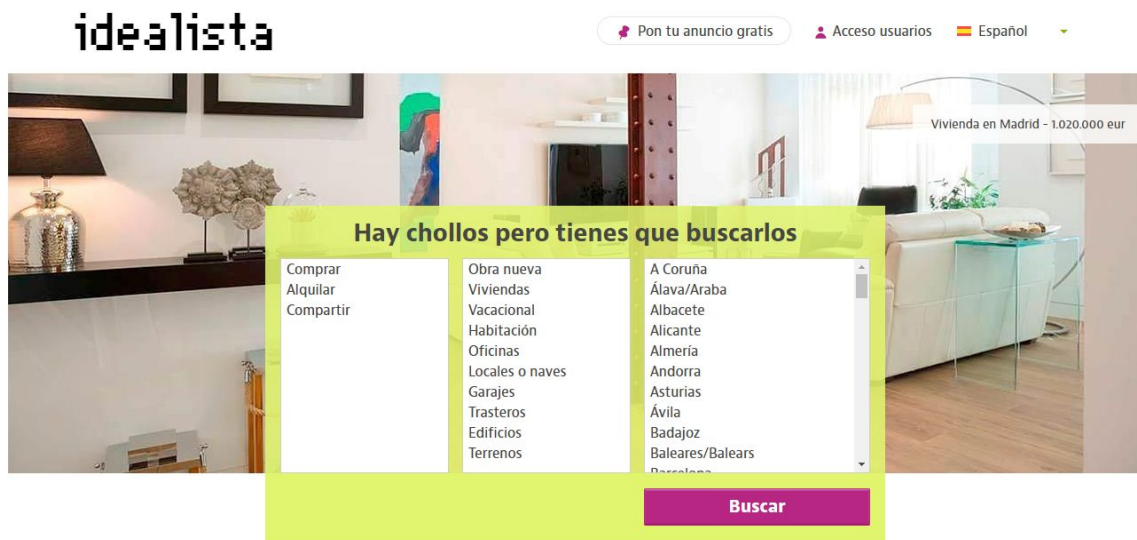 idealista
Pon tu anuncio gratis
Acceso usuarios
Español
Vivienda en Madrid - 1.020.000 eur
Hay chollos pero tienes que buscarlos
Comprar
Alquilar
Compartir
Obra nueva
Viviendas
Vacacional
Habitación
Oficinas
Locales o naves
Garajes
Trasteros
Edificios
Terrenos
A Coruña
Álava/Araba
Albacete
Alicante
Almería
Andorra
Asturias
Ávila
Badajoz
Baleares/Balears
Barcelona
Buscar